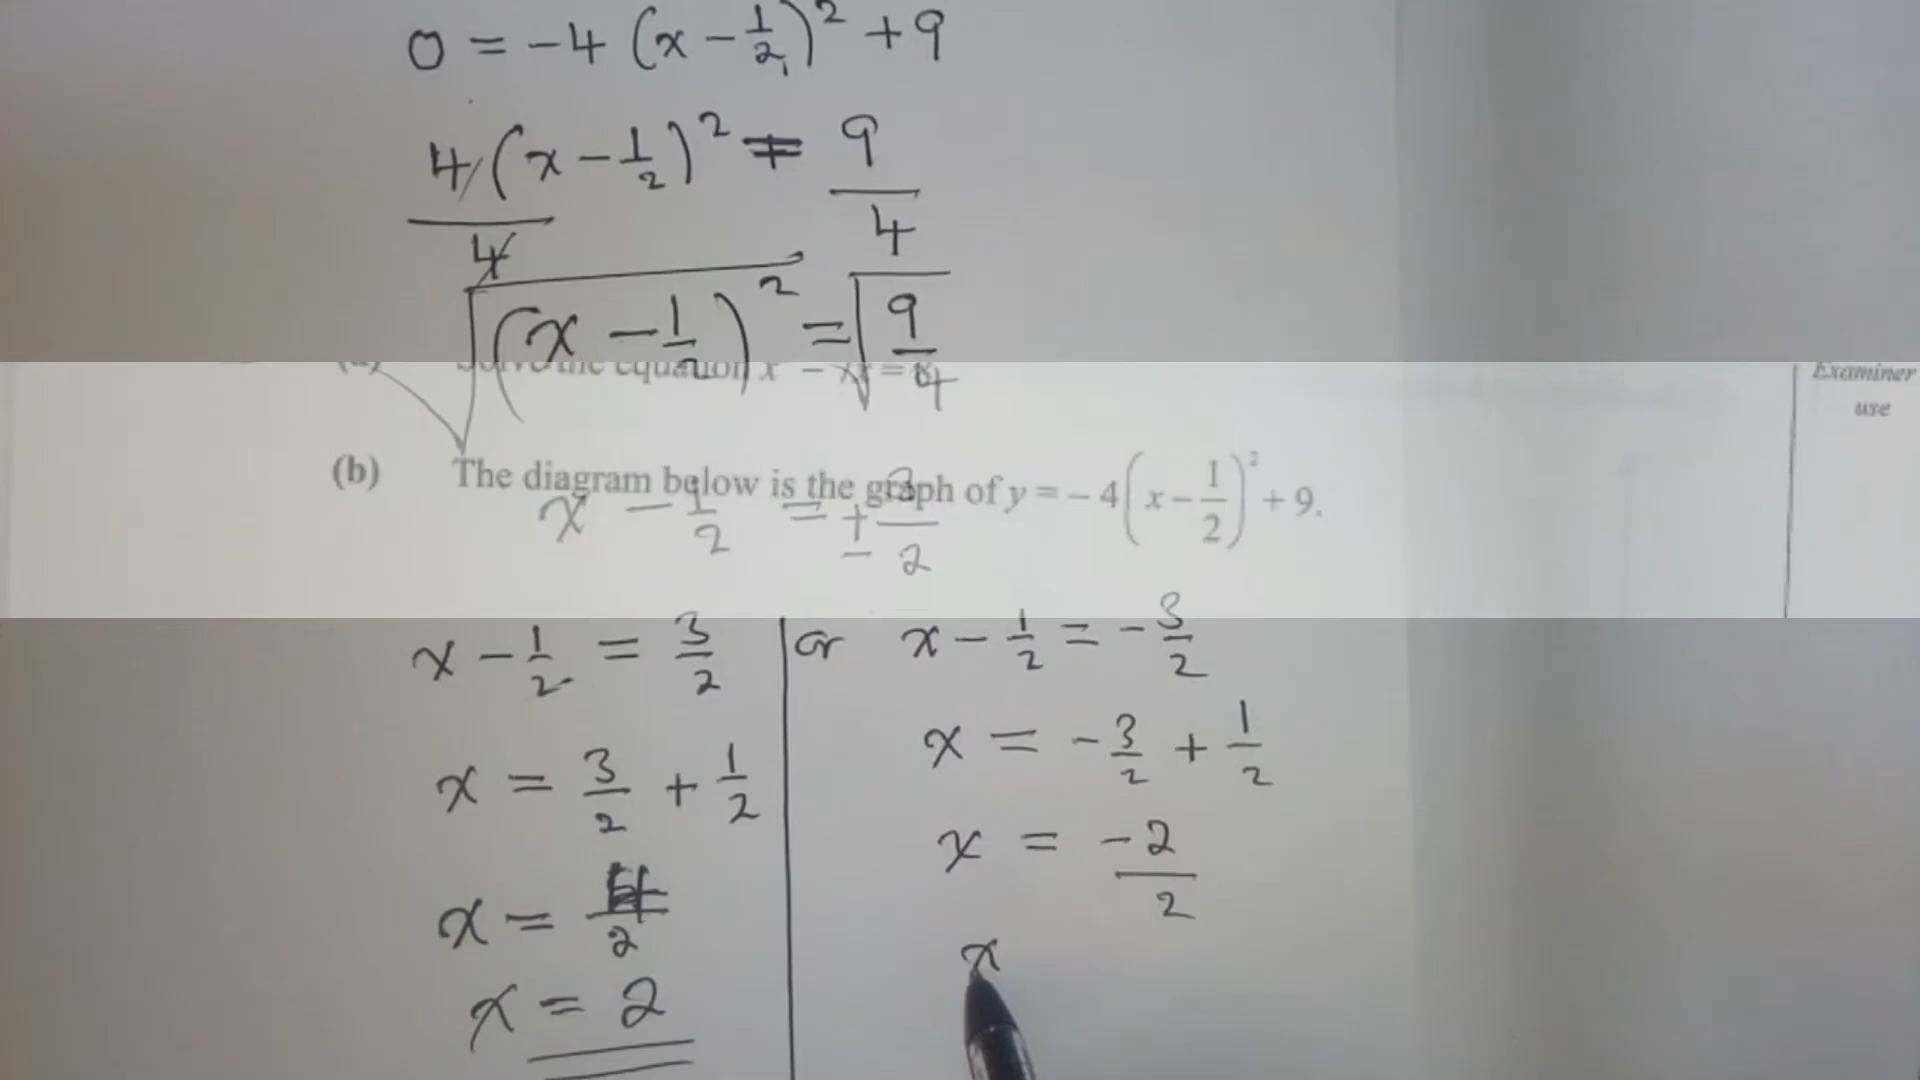 0 = -4 (x - 1/2)² + 9
4(x - 1/2)² / 4 = 9/4
√(x - 1/2)² = √9/4
equation x
Examiner
use
(b) The diagram below is the graph of y = -4(x - 1/2)² + 9.
x - 1/2 = ± 3/2
x - 1/2 = 3/2 or x - 1/2 = -3/2
x = 3/2 + 1/2
x = -3/2 + 1/2
x = 4/2
x = -2/2
x = 2
x